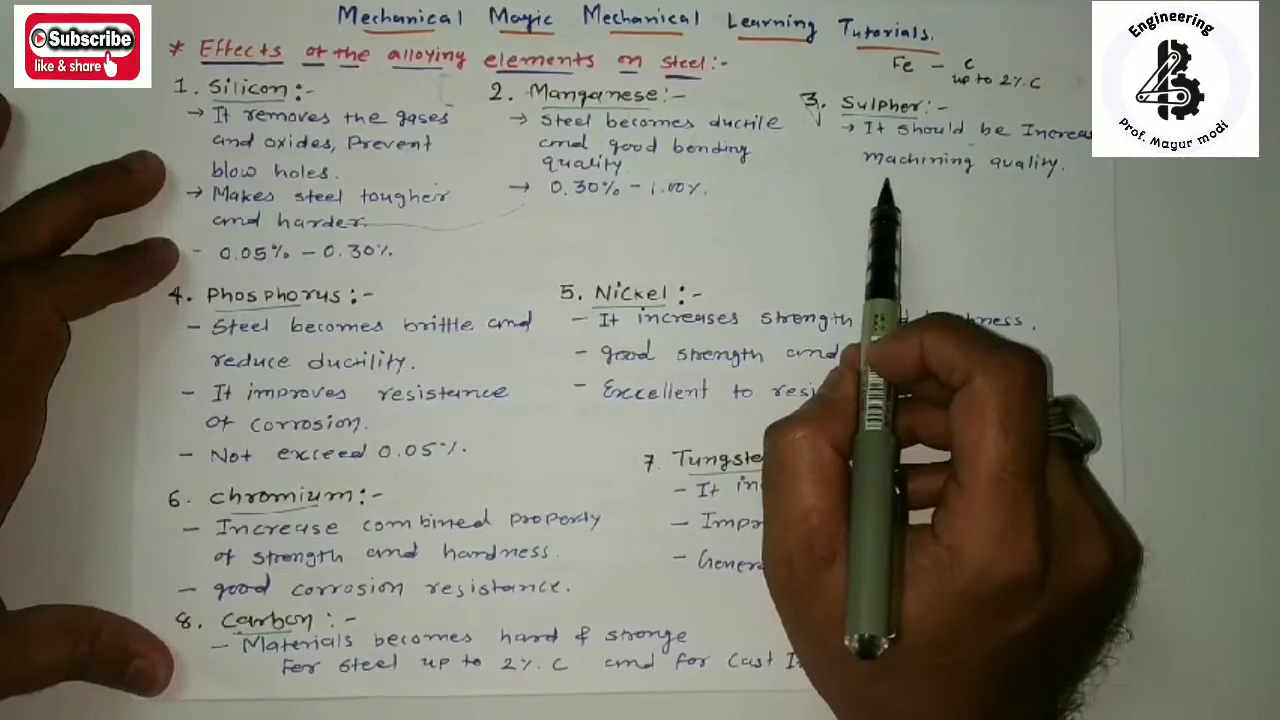 Subscribe
like & share
Engineering
Prof. Mayur modi
Mechanical Magic Mechanical Learning Tutorials.
* Effects of the alloying elements on steel:-
Fe - C
up to 2%. C
1. Silicon:-
→ It removes the gases
and oxides, Prevent
blow holes.
→ Makes steel tougher
and harder.
- 0.05% - 0.30%.
2. Manganese:-
→ Steel becomes ductile
and good bending
quality.
→ 0.30% - 1.00%.
3. Sulpher:-
→ It should be Increas
machining quality.
4. Phosphorus:-
- Steel becomes brittle and
reduce ductility.
- It improves resistance
of corrosion.
- Not exceed 0.05%.
5. Nickel:-
- It increases strength
- good strength and
- Excellent to
6. Chromium:-
- Increase combined property
of strength and hardness.
- good corrosion resistance.
7. Tungste
- It in
- Impr
- Genera
8. Carbon:-
- Materials becomes hard & stronge
for steel up to 2%. C and for Cast I